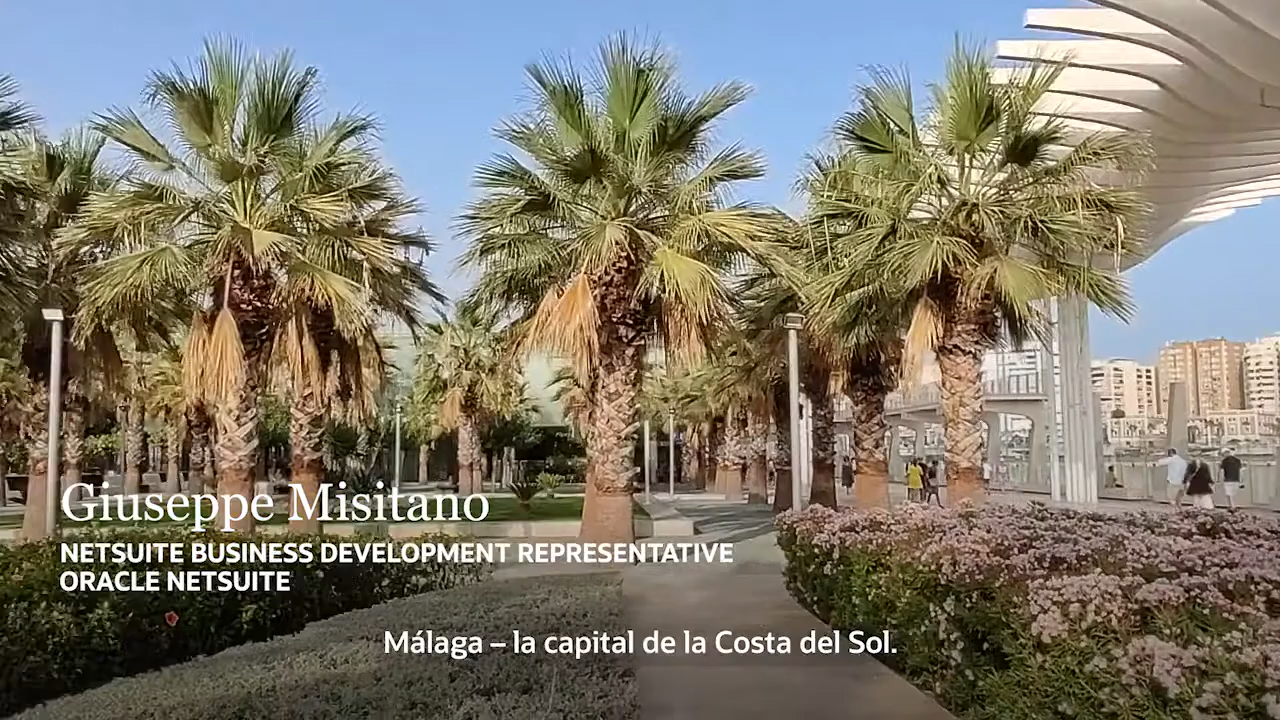 Giuseppe Misitano
NETSUITE BUSINESS DEVELOPMENT REPRESENTATIVE
ORACLE NETSUITE
Málaga – la capital de la Costa del Sol.